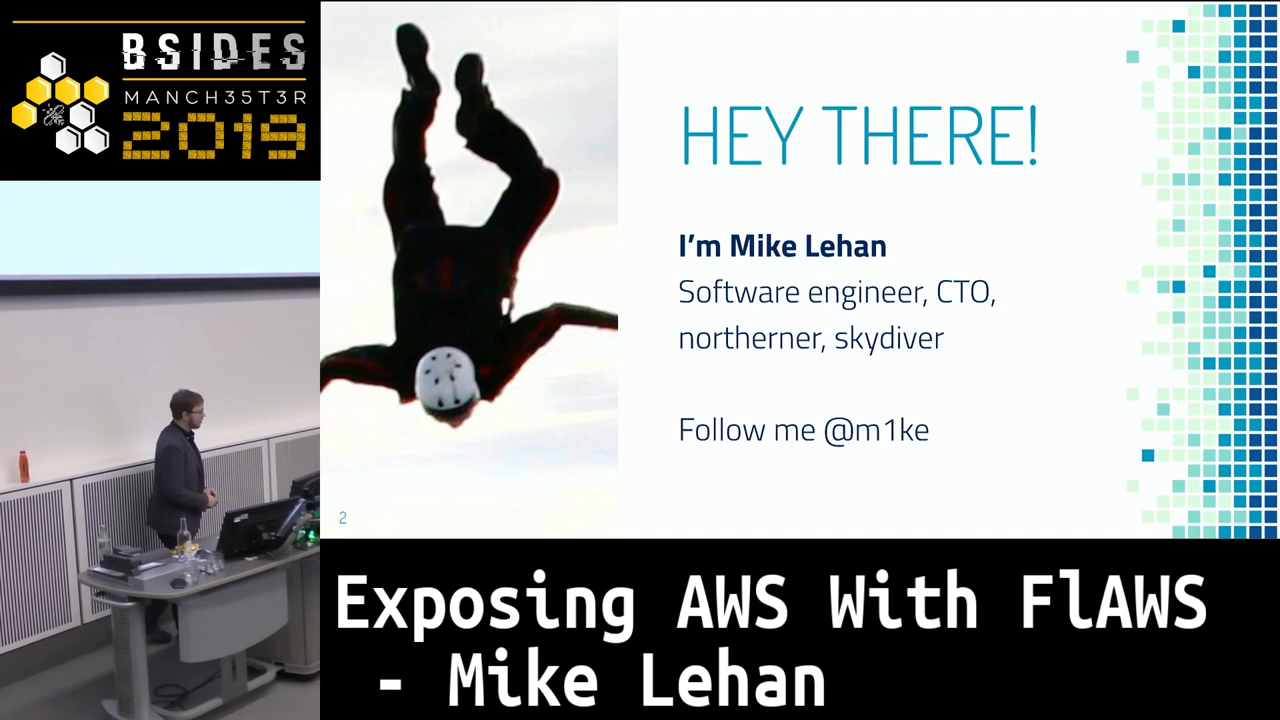 BSIDES
MANCH35T3R
2019
HEY THERE!
I'm Mike Lehan
Software engineer, CTO,
northerner, skydiver
Follow me @m1ke
2
Exposing AWS With FlAWS
- Mike Lehan